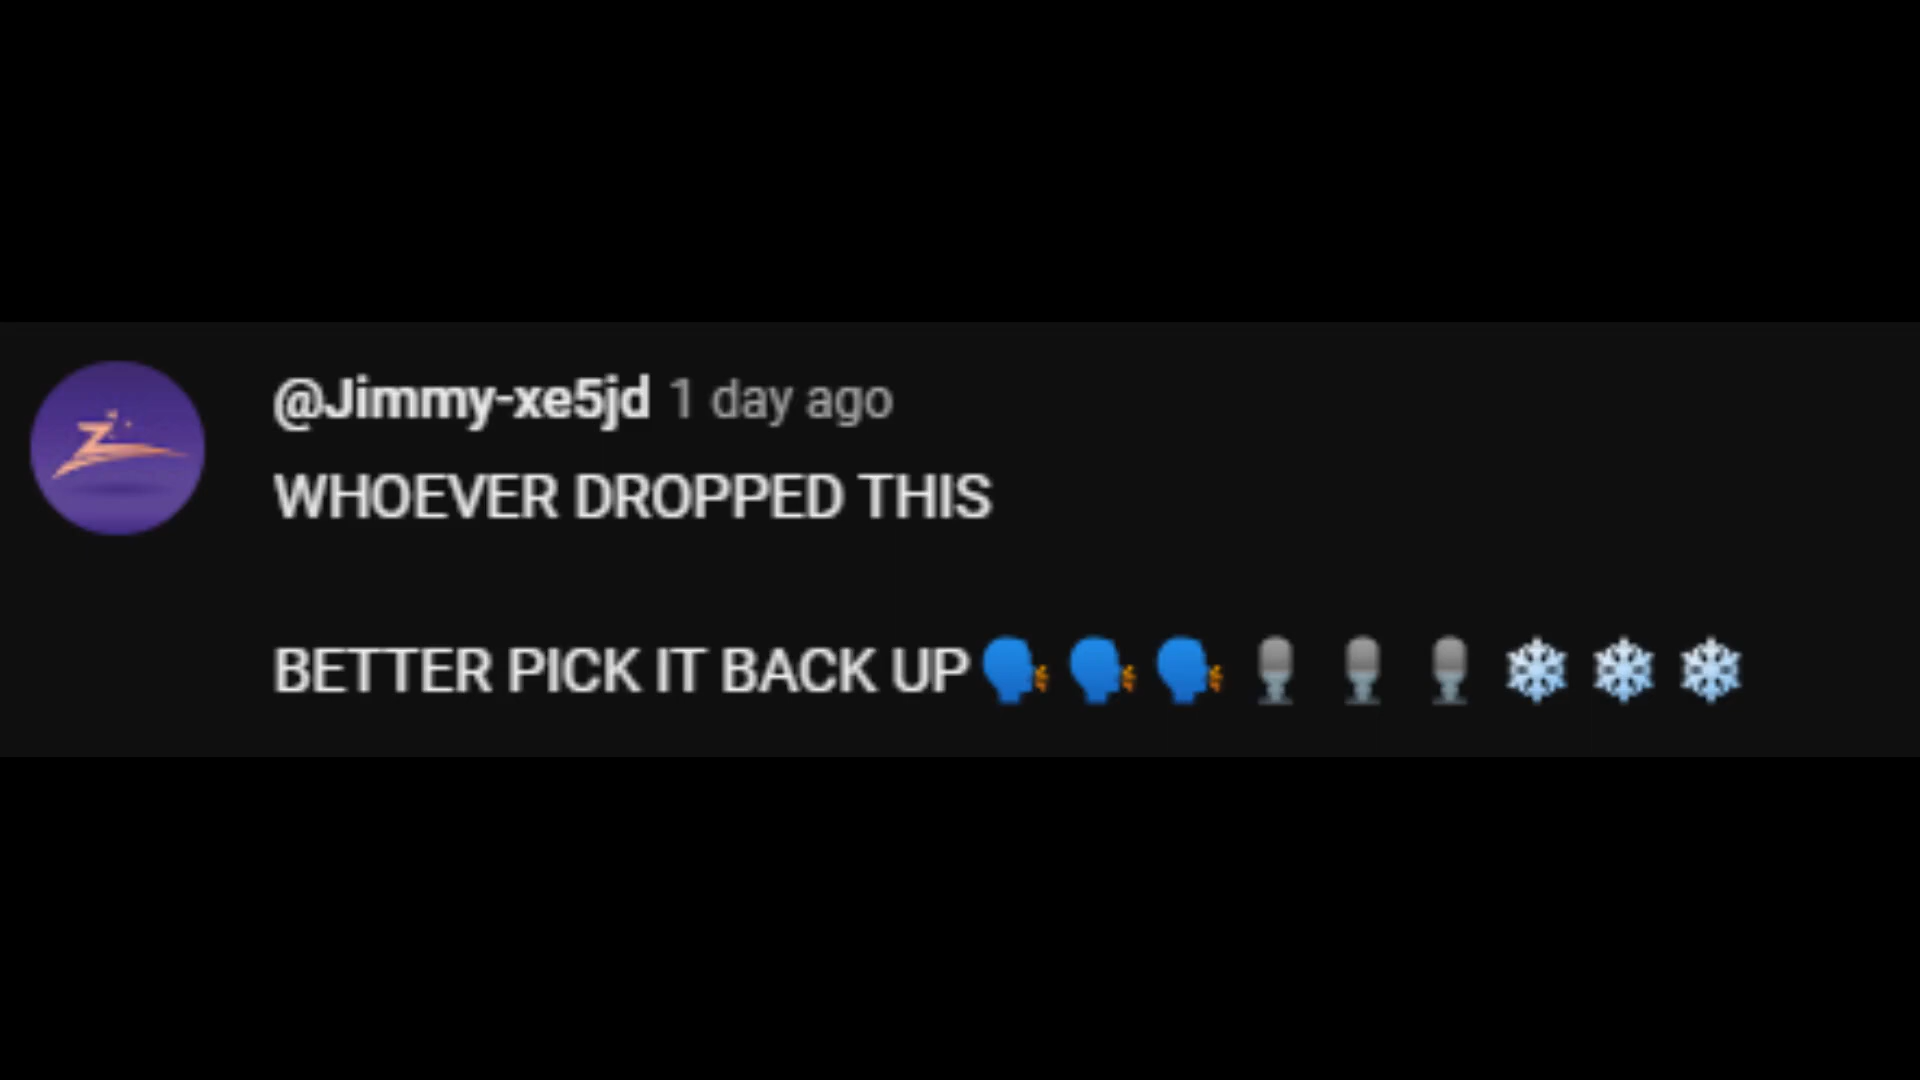 @Jimmy-xe5jd 1 day ago
WHOEVER DROPPED THIS
BETTER PICK IT BACK UP🗣️🗣️🗣️🎙️🎙️🎙️❄️❄️❄️